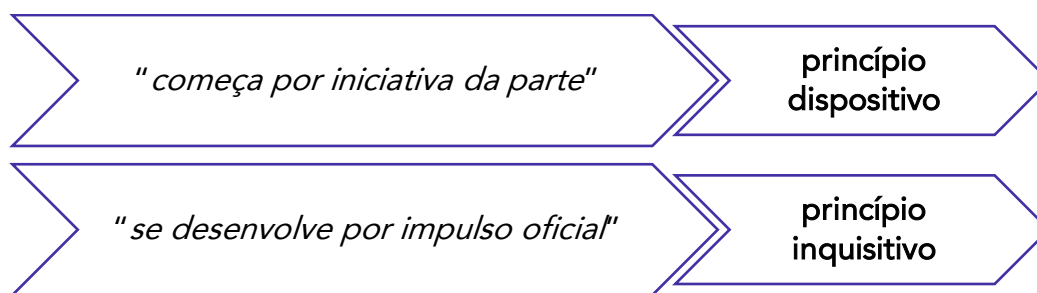 "começa por iniciativa da parte"
princípio
dispositivo
"se desenvolve por impulso oficial"
princípio
inquisitivo